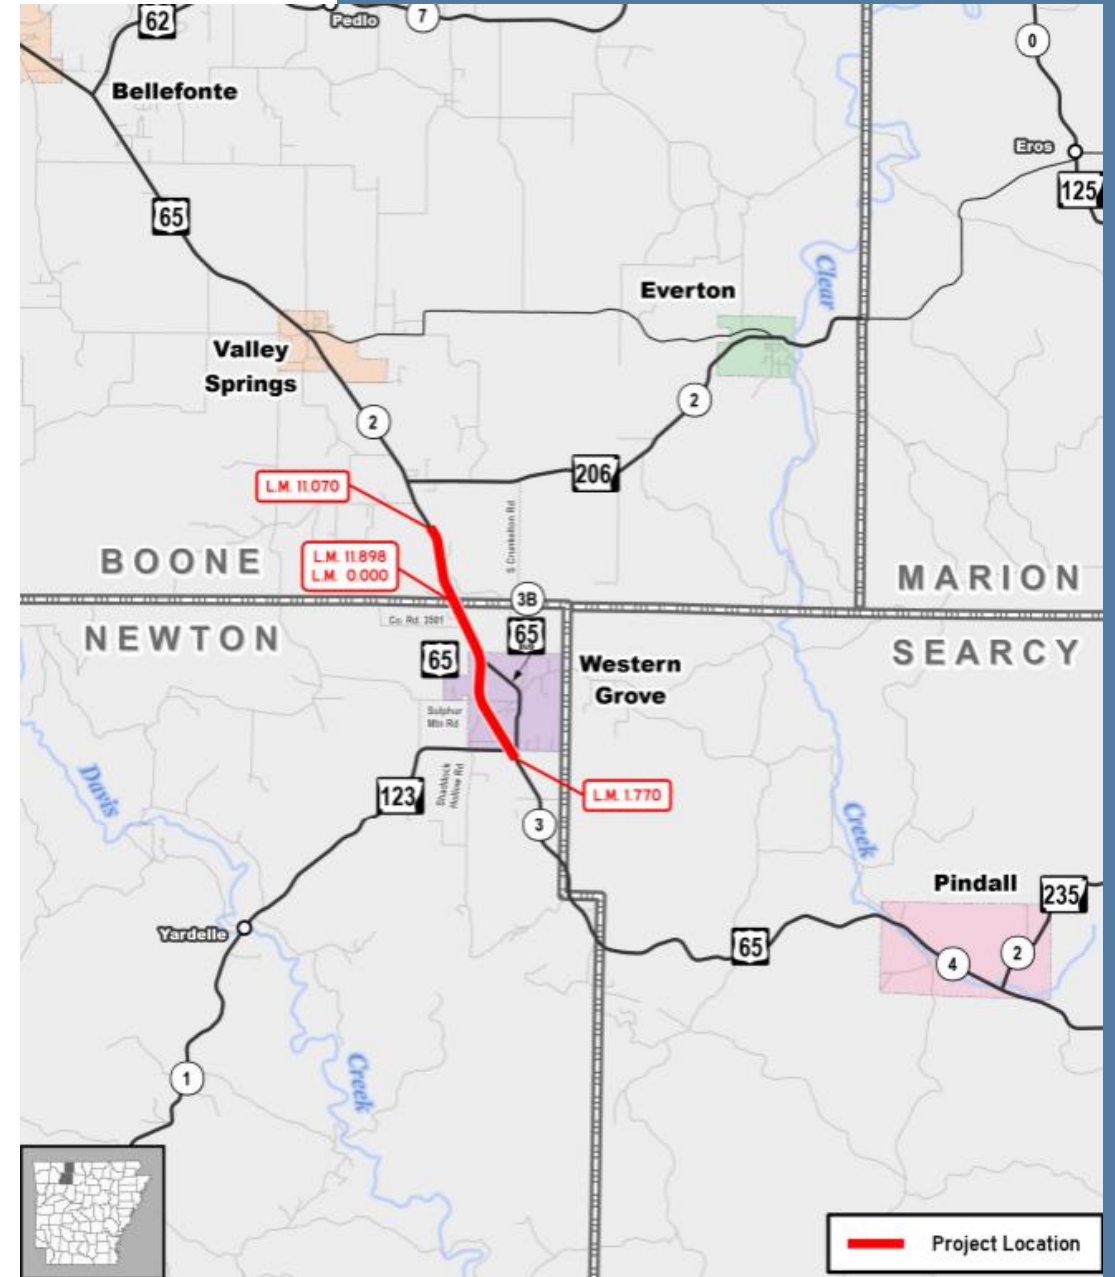 62
Pedlo
7
0
Bellefonte
Eros
125
65
Clear
Everton
Valley
Springs
2
2
206
L.M. 11.070
S Crunkelton Rd
L.M. 11.898
L.M. 0.000
BOONE
MARION
3B
Co. Rd. 3501
NEWTON
65
65
Western
Grove
SEARCY
Sulphur
Mtn Rd
Davis
123
Shaddock
Hollow Rd
L.M. 1.770
3
Creek
Pindall
235
Yardelle
65
4
2
1
Creek
Project Location